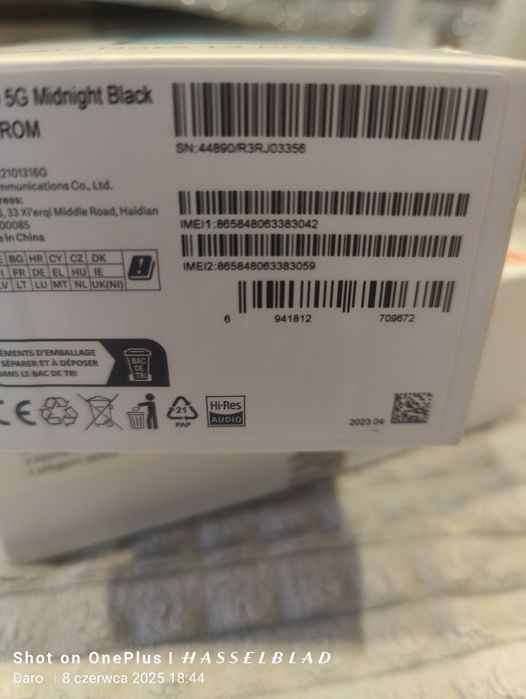 5G Midnight Black
ROM
22101316G
mmunications Co., Ltd.
ress:
, 33 Xi'erqi Middle Road, Haidian
00085
e in China
BG HR CY CZ DK
FR DE EL HU IE
LV LT LU MT NL UK(NI)
SN:44890/R3RJ03356
IMEI1:865848063383042
IMEI2:865848063383059
6 941812 709672
ÉMENTS D'EMBALLAGE
SÉPARER ET À DÉPOSER
DANS LE BAC DE TRI
BAC
DE
TRI
CE
21
PAP
Hi-Res
AUDIO
2023.04
Shot on OnePlus | HASSELBLAD
Daro | 8 czerwca 2025 18:44